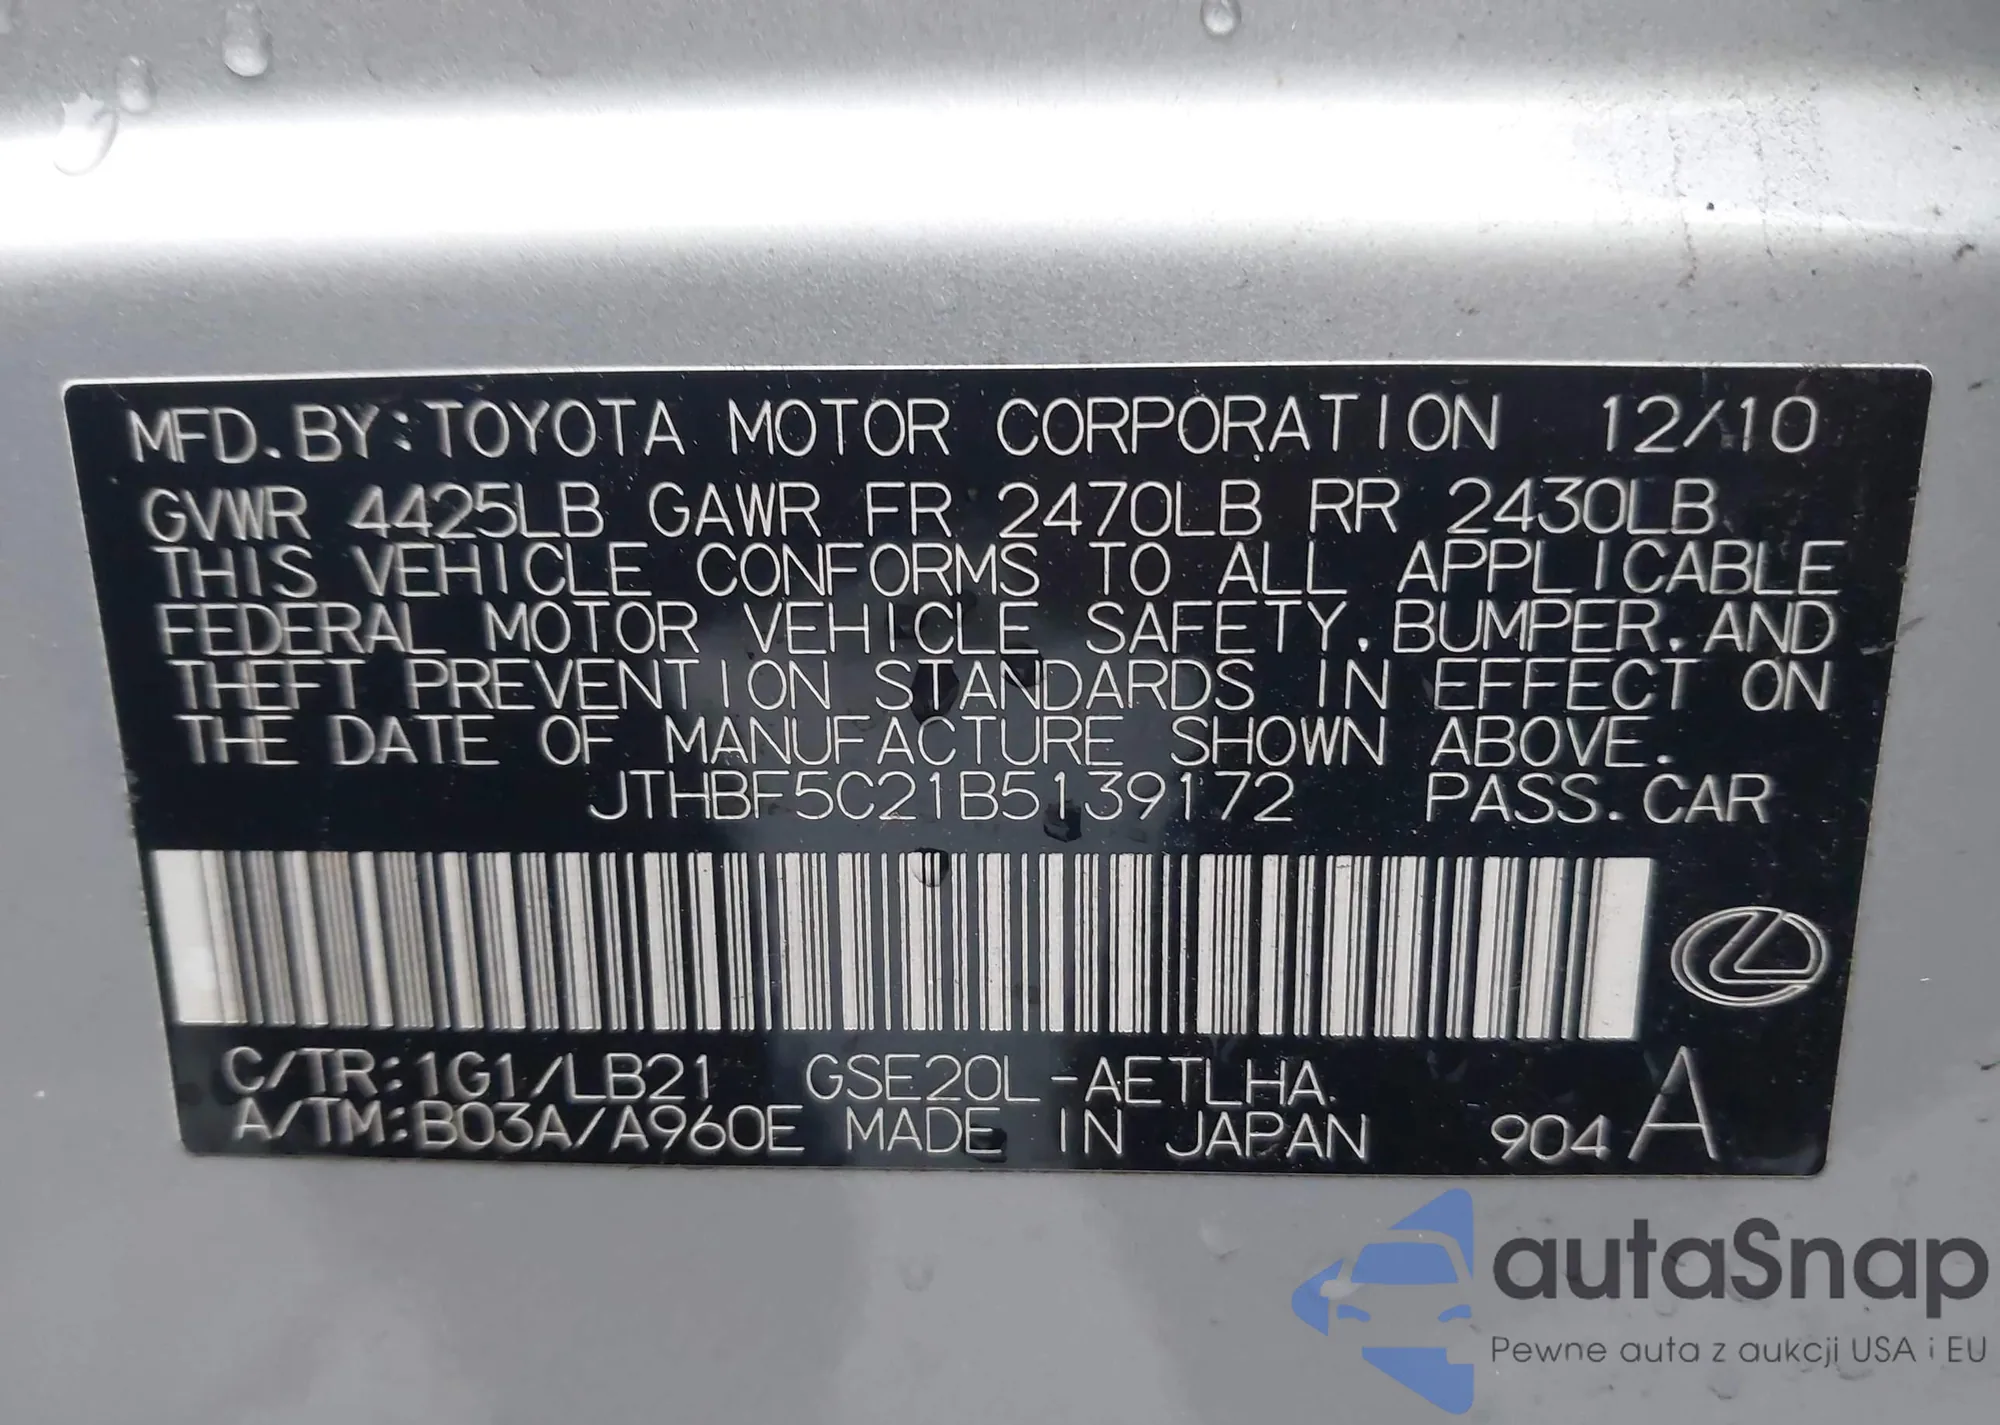 MFD.BY:TOYOTA MOTOR CORPORATION 12/10
GVWR 4425LB GAWR FR 2470LB RR 2430LB
THIS VEHICLE CONFORMS TO ALL APPLICABLE
FEDERAL MOTOR VEHICLE SAFETY,BUMPER,AND
THEFT PREVENTION STANDARDS IN EFFECT ON
THE DATE OF MANUFACTURE SHOWN ABOVE.
JTHBF5C21B5139172 PASS.CAR
C/TR:1G1/LB21 GSE20L-AETLHA
A/TM:B03A/A960E MADE IN JAPAN 904 A
autaSnap
Pewne auta z aukcji USA i EU